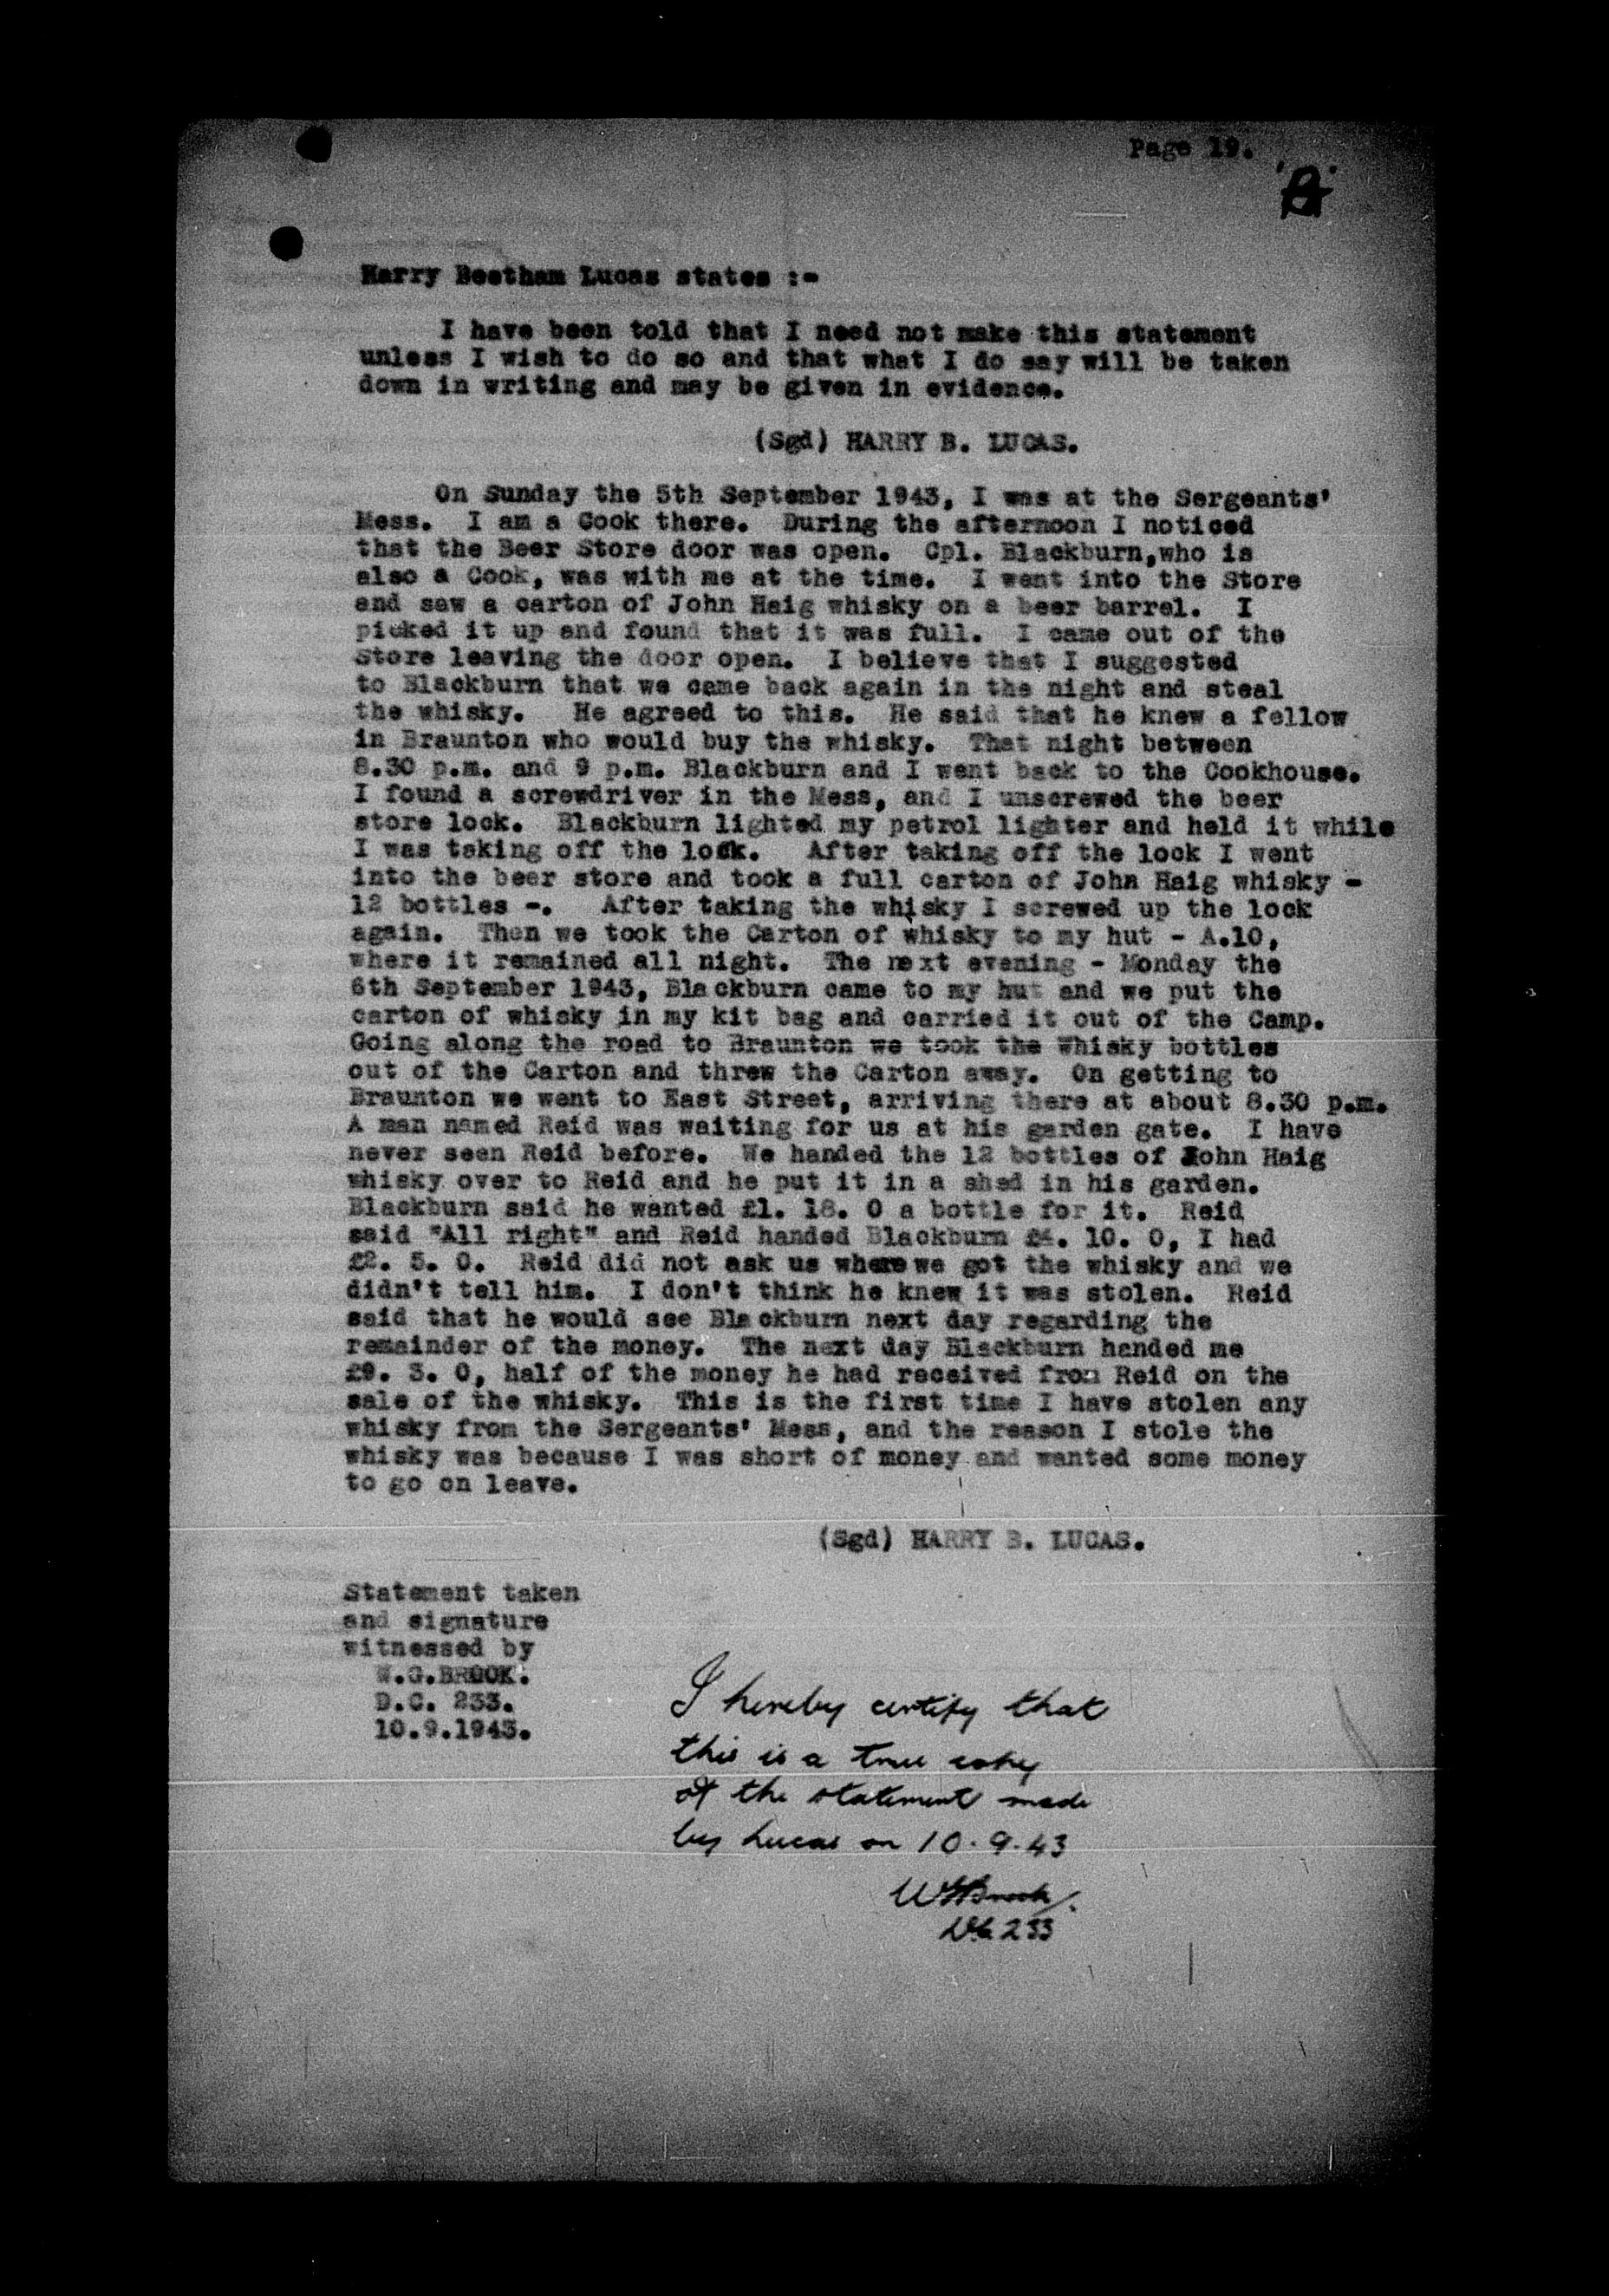 Page 19.
'A'
Harry Beetham Lucas states :-
I have been told that I need not make this statement
unless I wish to do so and that what I do say will be taken
down in writing and may be given in evidence.
(Sgd) HARRY B. LUCAS.
On Sunday the 5th September 1943, I was at the Sergeants'
Mess. I am a Cook there. During the afternoon I noticed
that the Beer Store door was open. Cpl. Blackburn,who is
also a Cook, was with me at the time. I went into the Store
and saw a carton of John Haig whisky on a beer barrel. I
picked it up and found that it was full. I came out of the
Store leaving the door open. I believe that I suggested
to Blackburn that we came back again in the night and steal
the whisky. He agreed to this. He said that he knew a fellow
in Braunton who would buy the whisky. That night between
8.30 p.m. and 9 p.m. Blackburn and I went back to the Cookhouse.
I found a screwdriver in the Mess, and I unscrewed the beer
store lock. Blackburn lighted my petrol lighter and held it while
I was taking off the lock. After taking off the lock I went
into the beer store and took a full carton of John Haig whisky -
12 bottles -. After taking the whisky I screwed up the lock
again. Then we took the Carton of whisky to my hut - A.10,
where it remained all night. The next evening - Monday the
6th September 1943, Blackburn came to my hut and we put the
carton of whisky in my kit bag and carried it out of the Camp.
Going along the road to Braunton we took the Whisky bottles
out of the Carton and threw the Carton away. On getting to
Braunton we went to East Street, arriving there at about 8.30 p.m.
A man named Reid was waiting for us at his garden gate. I have
never seen Reid before. We handed the 12 bottles of John Haig
whisky over to Reid and he put it in a shed in his garden.
Blackburn said he wanted £1. 18. 0 a bottle for it. Reid
said "All right" and Reid handed Blackburn £4. 10. 0, I had
£2. 5. 0. Reid did not ask us where we got the whisky and we
didn't tell him. I don't think he knew it was stolen. Reid
said that he would see Blackburn next day regarding the
remainder of the money. The next day Blackburn handed me
£9. 3. 0, half of the money he had received from Reid on the
sale of the whisky. This is the first time I have stolen any
whisky from the Sergeants' Mess, and the reason I stole the
whisky was because I was short of money and wanted some money
to go on leave.
(Sgd) HARRY B. LUCAS.
Statement taken
and signature
witnessed by
W.G.BROOK.
D.C. 233.
10.9.1943.
I hereby certify that
this is a true copy
of the statement made
by Lucas on 10.9.43
WGBrook.
DC 233